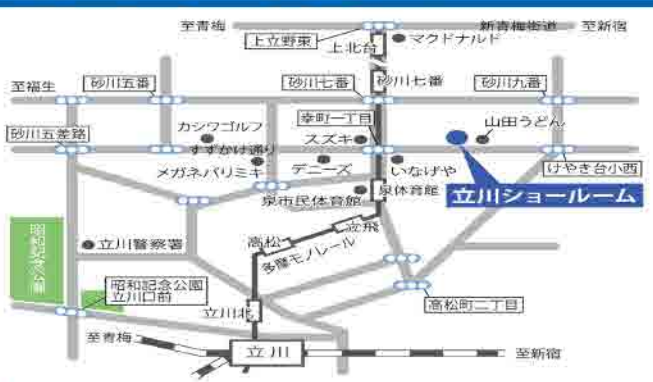 至青梅
新青梅街道
至新宿
上立野東
上北台
マクドナルド
至福生
砂川五番
砂川七番
砂川七番
砂川九番
幸町一丁目
山田うどん
砂川五差路
カシワゴルフ
スズキ
すずかけ通り
メガネパリミキ
デニーズ
いなげや
けやき台小西
泉市民体育館
泉体育館
立川ショールーム
立飛
高松
多摩モノレール
立川警察署
昭和記念公園
昭和記念公園
立川口前
立川北
高松町二丁目
至青梅
立川
至新宿